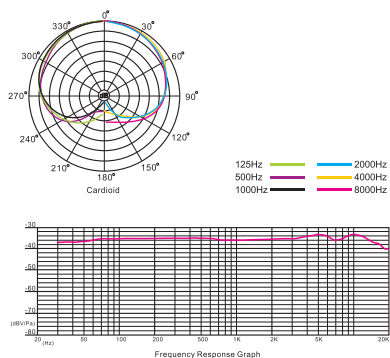 0°
330° 30°
300° 60°
270° dB 90°
240° 120°
210° 150°
180°
Cardioid
125Hz 2000Hz
500Hz 4000Hz
1000Hz 8000Hz
-30
-40
-50
-60
-70
(dBV/Pa)
-80
20 (Hz) 50 100 200 500 1K 2K 5K 10K 20K
Frequency Response Graph